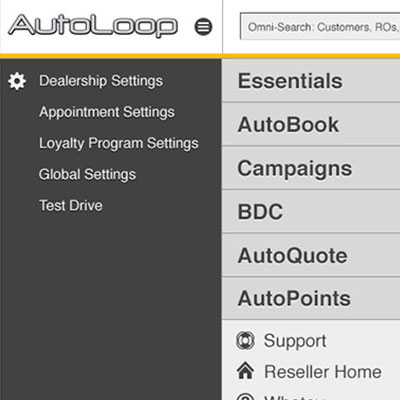 AutoLoop
Omni-Search: Customers, ROs,
Dealership Settings
Appointment Settings
Loyalty Program Settings
Global Settings
Test Drive
Essentials
AutoBook
Campaigns
BDC
AutoQuote
AutoPoints
Support
Reseller Home